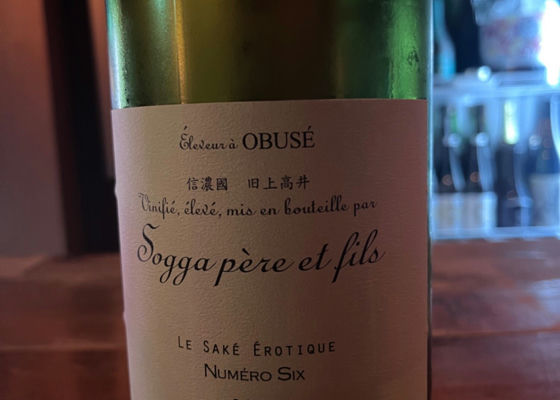 Éleveur à OBUSÉ
信濃國 旧上高井
Vinifié, élevé, mis en bouteille par
Sogga père et fils
LE SAKÉ ÉROTIQUE
NUMÉRO SIX